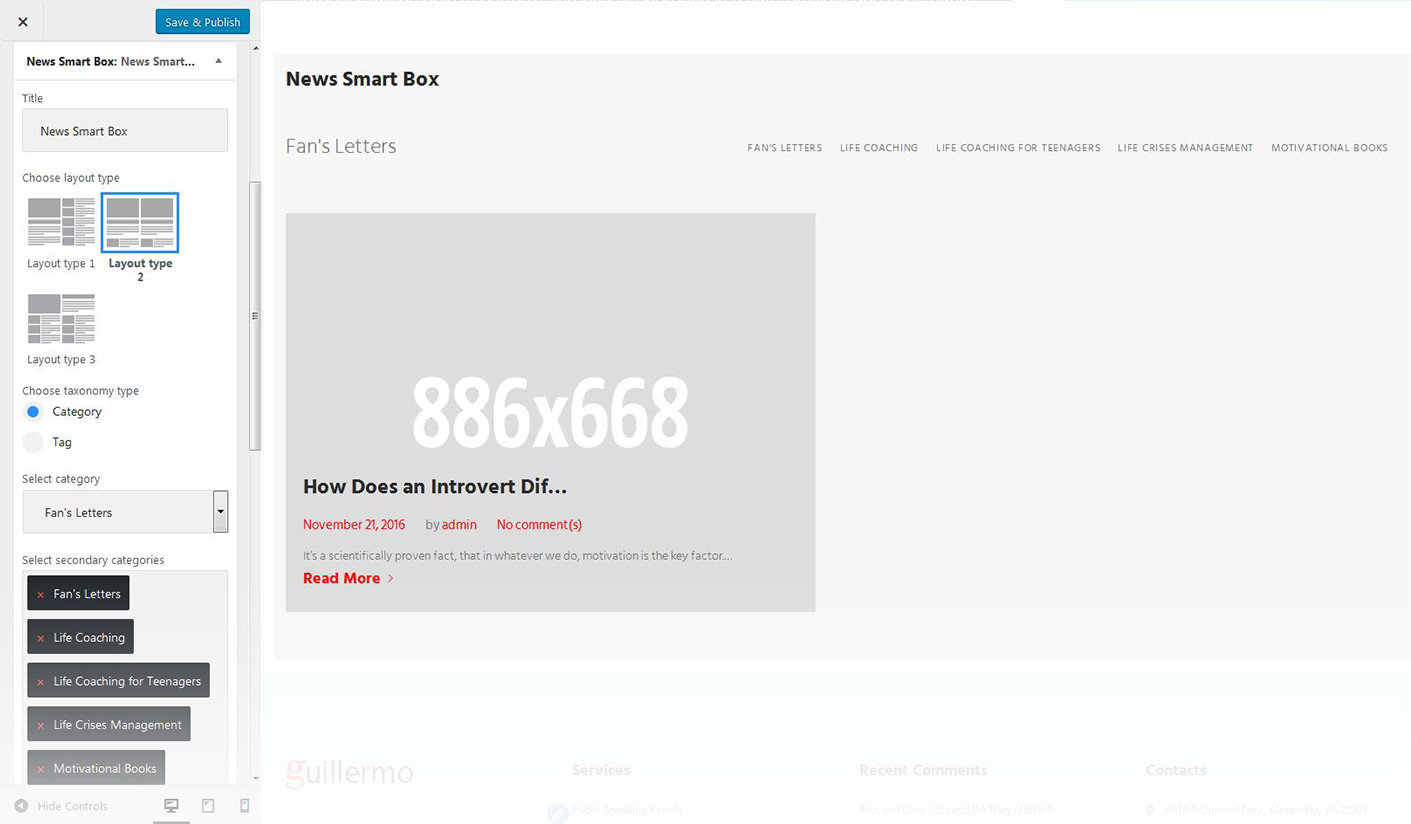 Save & Publish
News Smart Box: News Smart...
Title
News Smart Box
Choose layout type
Layout type 1
Layout type
2
Layout type 3
Choose taxonomy type
Category
Tag
Select category
Fan's Letters
Select secondary categories
× Fan's Letters
× Life Coaching
× Life Coaching for Teenagers
× Life Crises Management
× Motivational Books
Hide Controls
News Smart Box
Fan's Letters
FAN'S LETTERS LIFE COACHING LIFE COACHING FOR TEENAGERS LIFE CRISES MANAGEMENT MOTIVATIONAL BOOKS
886x668
How Does an Introvert Dif...
November 21, 2016 by admin No comment(s)
It's a scientifically proven fact, that in whatever we do, motivation is the key factor....
Read More
guillermo
Services
Public Speaking Events
Recent Comments
Pros and Cons Lists and Do They Matter?
Contacts
6036 Richmond hwy., Alexandria, VA 22303